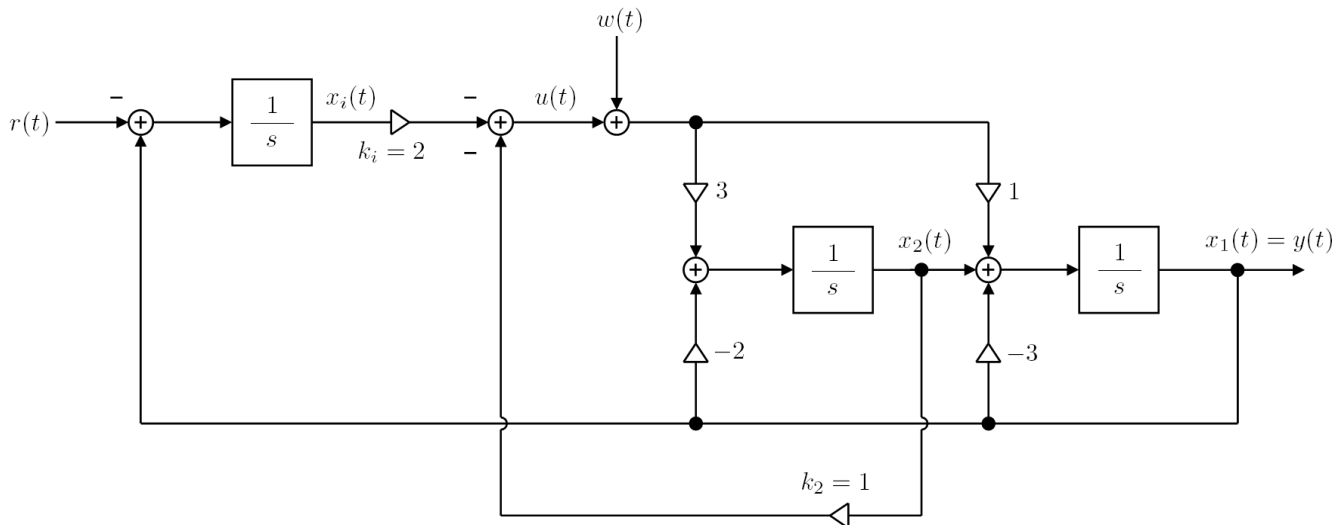 w(t)
− x_i(t) − u(t)
r(t) + 1/s + +
k_i = 2 −
3 1
x_2(t) x_1(t) = y(t)
+ 1/s + 1/s
−2 −3
k_2 = 1